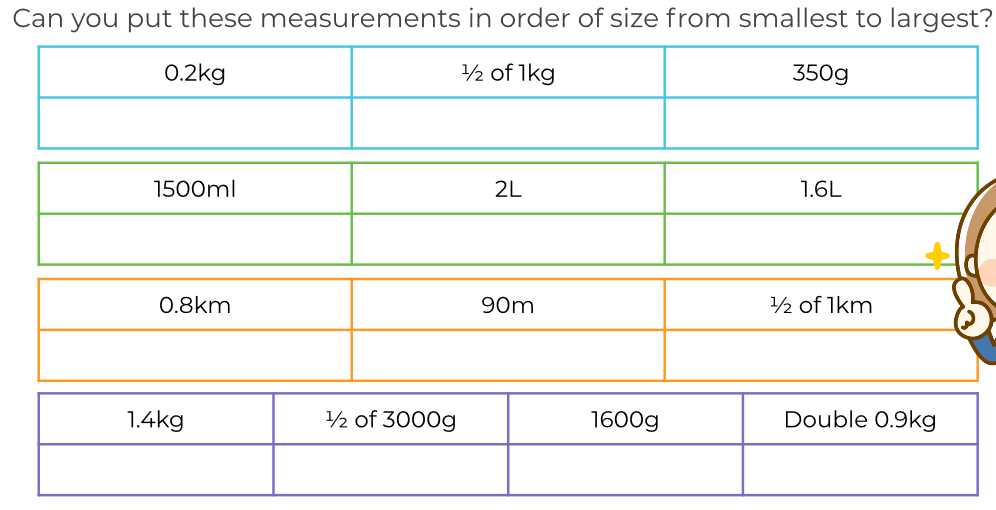 Can you put these measurements in order of size from smallest to largest?
0.2kg ½ of 1kg 350g
1500ml 2L 1.6L
0.8km 90m ½ of 1km
1.4kg ½ of 3000g 1600g Double 0.9kg